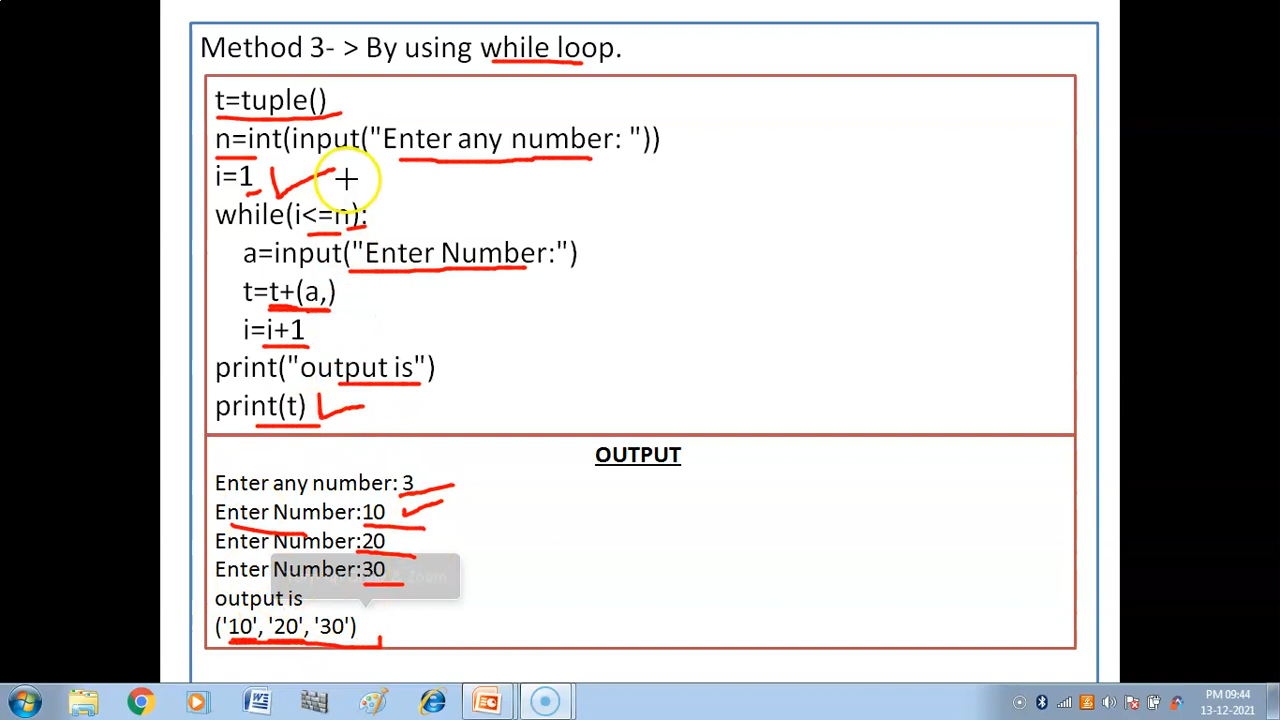 Method 3- > By using while loop.
t=tuple()
n=int(input("Enter any number: "))
i=1
while(i<=n):
a=input("Enter Number:")
t=t+(a,)
i=i+1
print("output is")
print(t)
OUTPUT
Enter any number: 3
Enter Number:10
Enter Number:20
Enter Number:30
output is
('10', '20', '30')
PM 09:44
13-12-2021